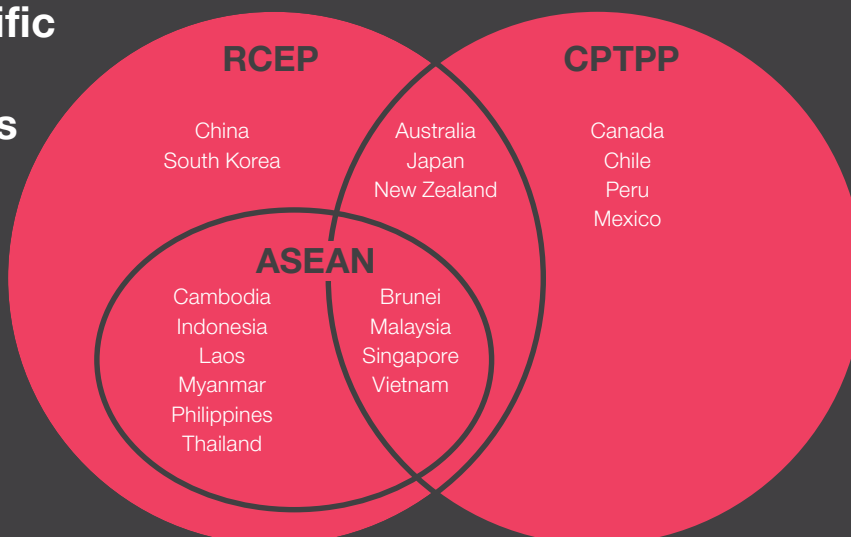 ific
s
RCEP
China
South Korea
Australia
Japan
New Zealand
CPTPP
Canada
Chile
Peru
Mexico
ASEAN
Cambodia
Indonesia
Laos
Myanmar
Philippines
Thailand
Brunei
Malaysia
Singapore
Vietnam